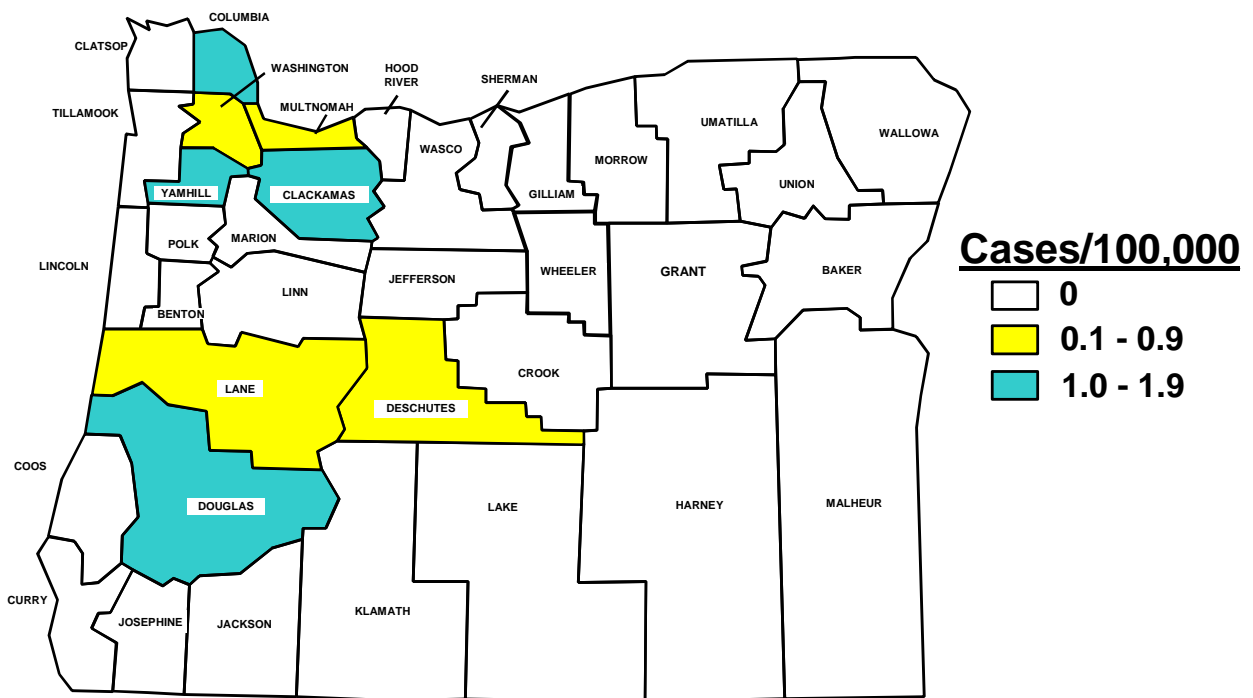 COLUMBIA
CLATSOP
WASHINGTON
HOOD
RIVER
SHERMAN
TILLAMOOK
MULTNOMAH
UMATILLA
WALLOWA
WASCO
MORROW
UNION
YAMHILL
CLACKAMAS
GILLIAM
POLK
MARION
LINCOLN
JEFFERSON
WHEELER
GRANT
BAKER
LINN
BENTON
CROOK
LANE
DESCHUTES
COOS
DOUGLAS
LAKE
HARNEY
MALHEUR
CURRY
JOSEPHINE
JACKSON
KLAMATH
Cases/100,000
0
0.1 - 0.9
1.0 - 1.9